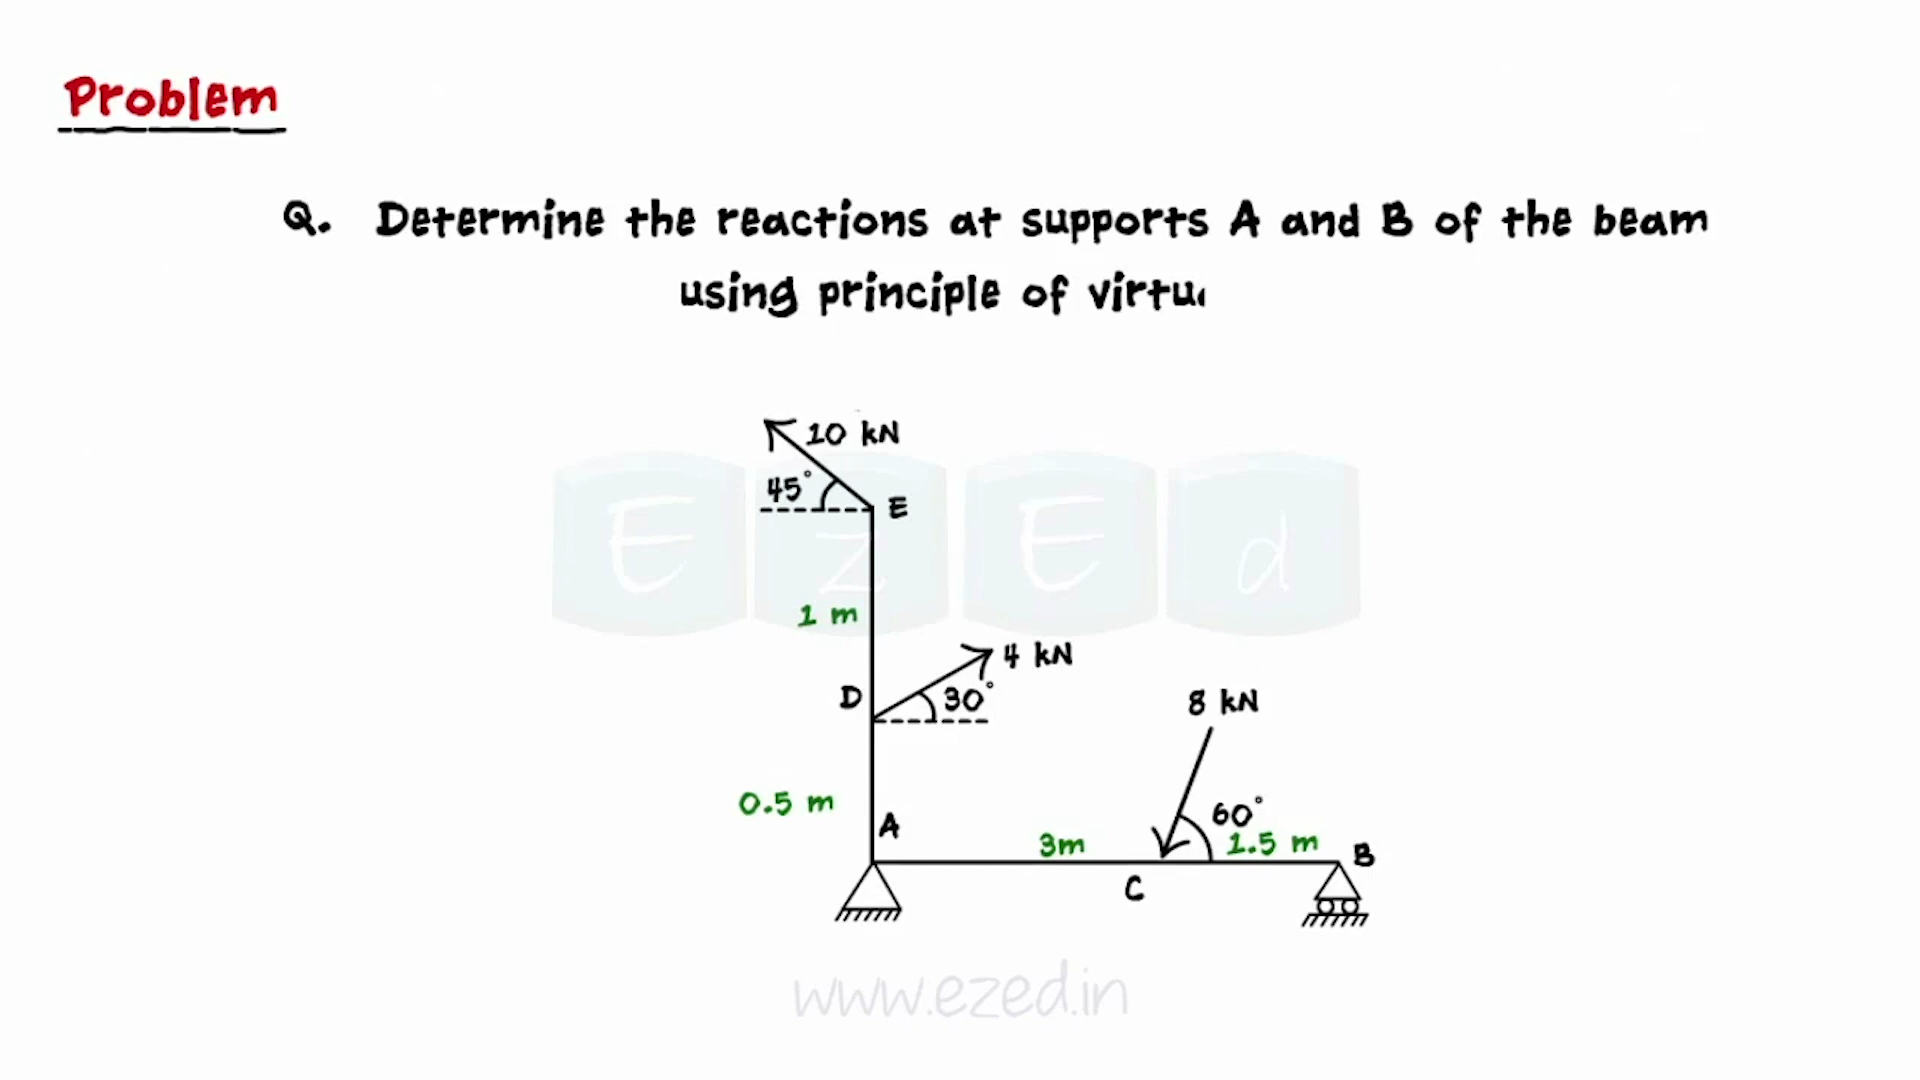 Problem
Q. Determine the reactions at supports A and B of the beam
using principle of
10 kN
45°
E
E z E d
1 m
4 kN
D
30°
8 kN
0.5 m
60°
A
3m
1.5 m
B
C
www.ezed.in